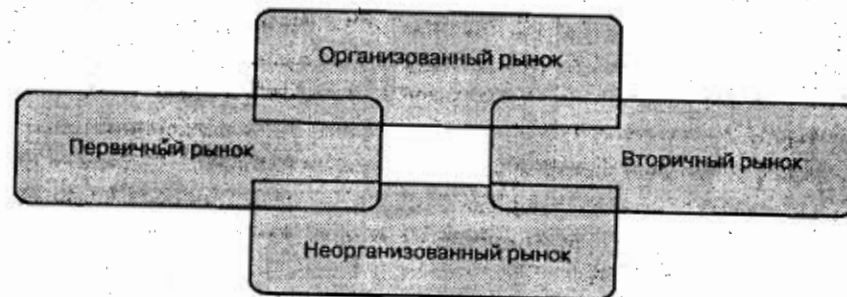 Организованный рынок
Первичный рынок
Вторичный рынок
Неорганизованный рынок